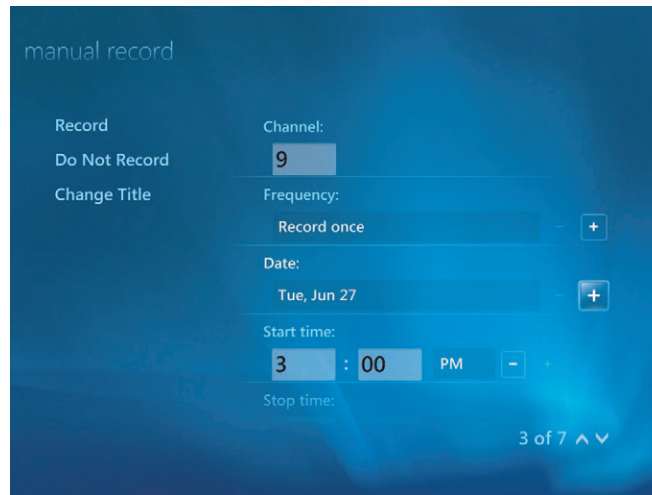 manual record
Record
Do Not Record
Change Title
Channel:
9
Frequency:
Record once
- +
Date:
Tue, Jun 27
- +
Start time:
3 : 00 PM - +
Stop time:
3 of 7